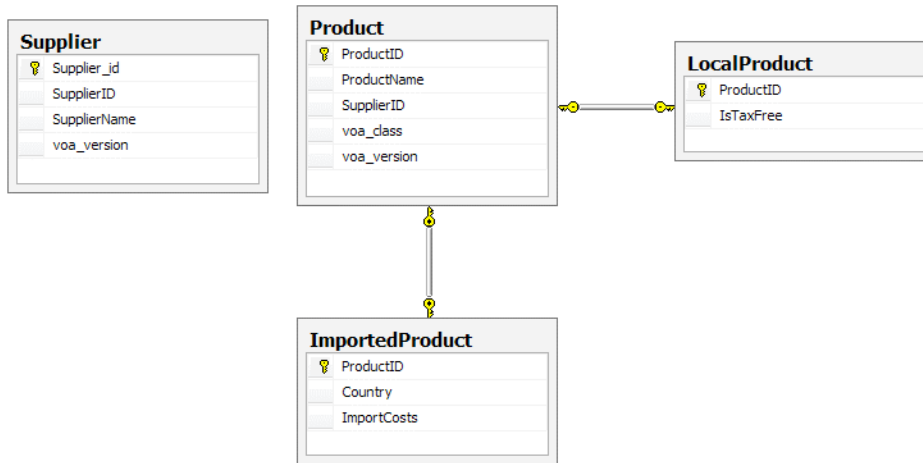 Supplier
Supplier_id
SupplierID
SupplierName
voa_version
Product
ProductID
ProductName
SupplierID
voa_class
voa_version
LocalProduct
ProductID
IsTaxFree
ImportedProduct
ProductID
Country
ImportCosts